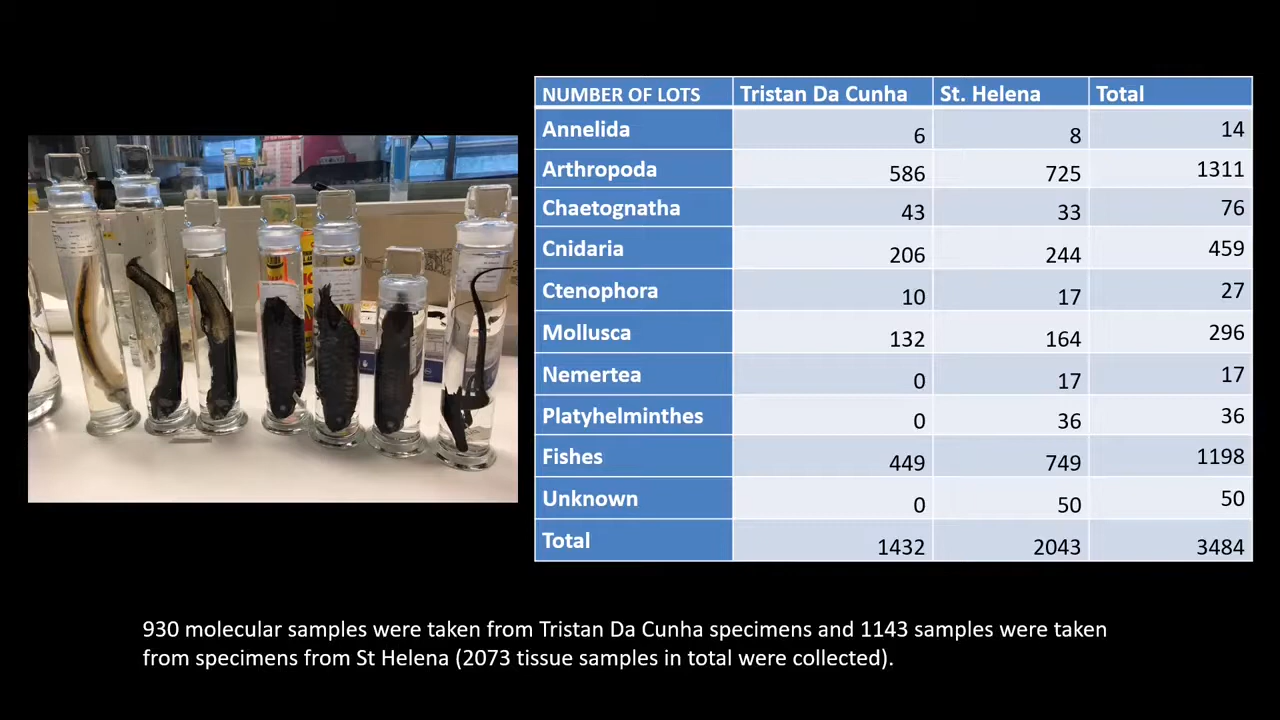 NUMBER OF LOTS Tristan Da Cunha St. Helena Total
Annelida 6 8 14
Arthropoda 586 725 1311
Chaetognatha 43 33 76
Cnidaria 206 244 459
Ctenophora 10 17 27
Mollusca 132 164 296
Nemertea 0 17 17
Platyhelminthes 0 36 36
Fishes 449 749 1198
Unknown 0 50 50
Total 1432 2043 3484
930 molecular samples were taken from Tristan Da Cunha specimens and 1143 samples were taken
from specimens from St Helena (2073 tissue samples in total were collected).